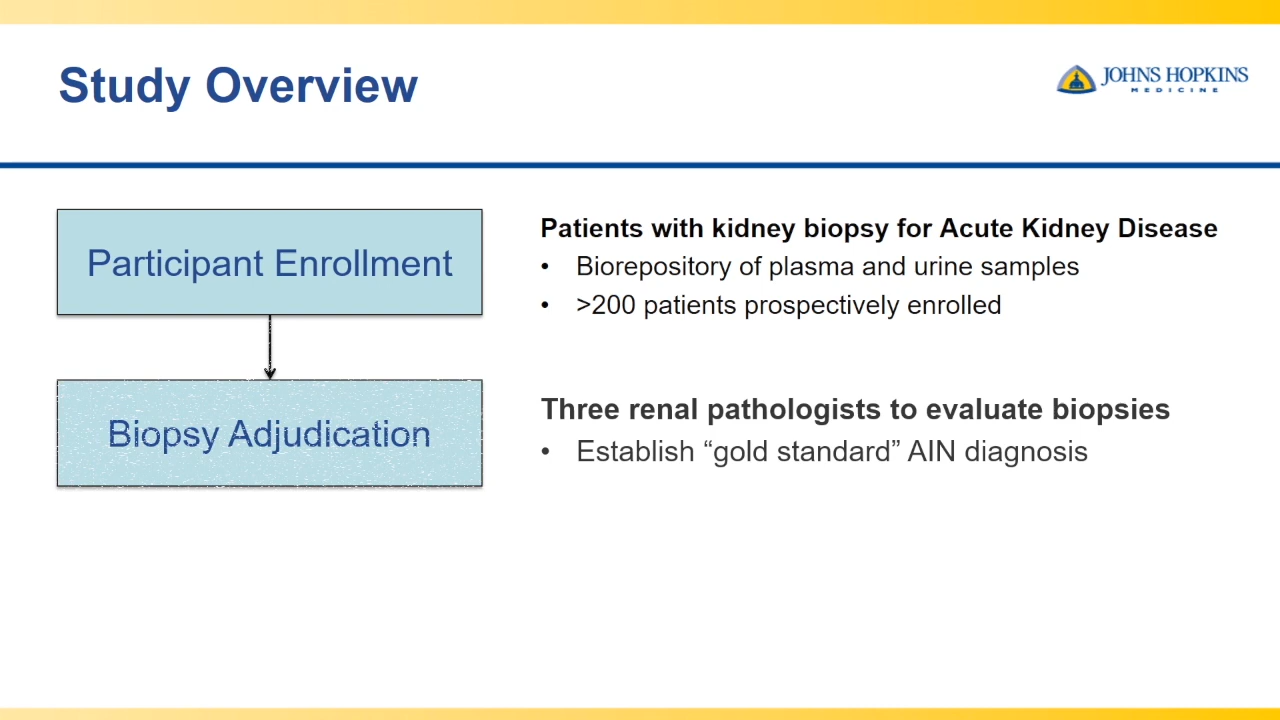 Study Overview
JOHNS HOPKINS
MEDICINE
Participant Enrollment
Patients with kidney biopsy for Acute Kidney Disease
• Biorepository of plasma and urine samples
• >200 patients prospectively enrolled
Biopsy Adjudication
Three renal pathologists to evaluate biopsies
• Establish “gold standard” AIN diagnosis